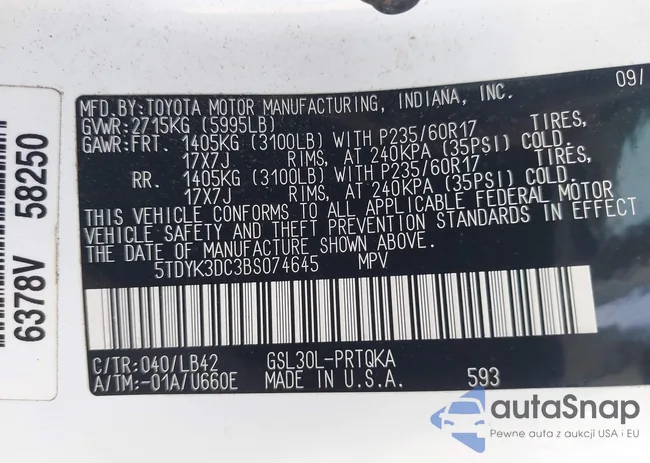 09/
MFD.BY:TOYOTA MOTOR MANUFACTURING, INDIANA, INC.
GVWR:2715KG (5995LB)
GAWR:FRT. 1405KG (3100LB) WITH P235/60R17 TIRES,
17X7J RIMS, AT 240KPA (35PSI) COLD.
RR. 1405KG (3100LB) WITH P235/60R17 TIRES,
17X7J RIMS, AT 240KPA (35PSI) COLD.
THIS VEHICLE CONFORMS TO ALL APPLICABLE FEDERAL MOTOR
VEHICLE SAFETY AND THEFT PREVENTION STANDARDS IN EFFECT
THE DATE OF MANUFACTURE SHOWN ABOVE.
5TDYK3DC3BS074645 MPV
C/TR:040/LB42 GSL30L-PRTQKA
A/TM:-01A/U660E MADE IN U.S.A. 593
6378V 58250
autaSnap
Pewne auta z aukcji USA i EU